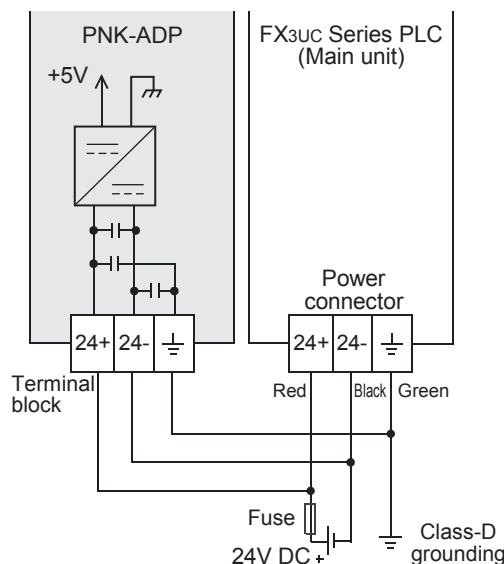 PNK-ADP
FX3UC Series PLC
(Main unit)
+5V
Power
connector
24+ 24-
24+ 24-
Terminal
block
Red Black Green
Fuse
24V DC +
Class-D
grounding